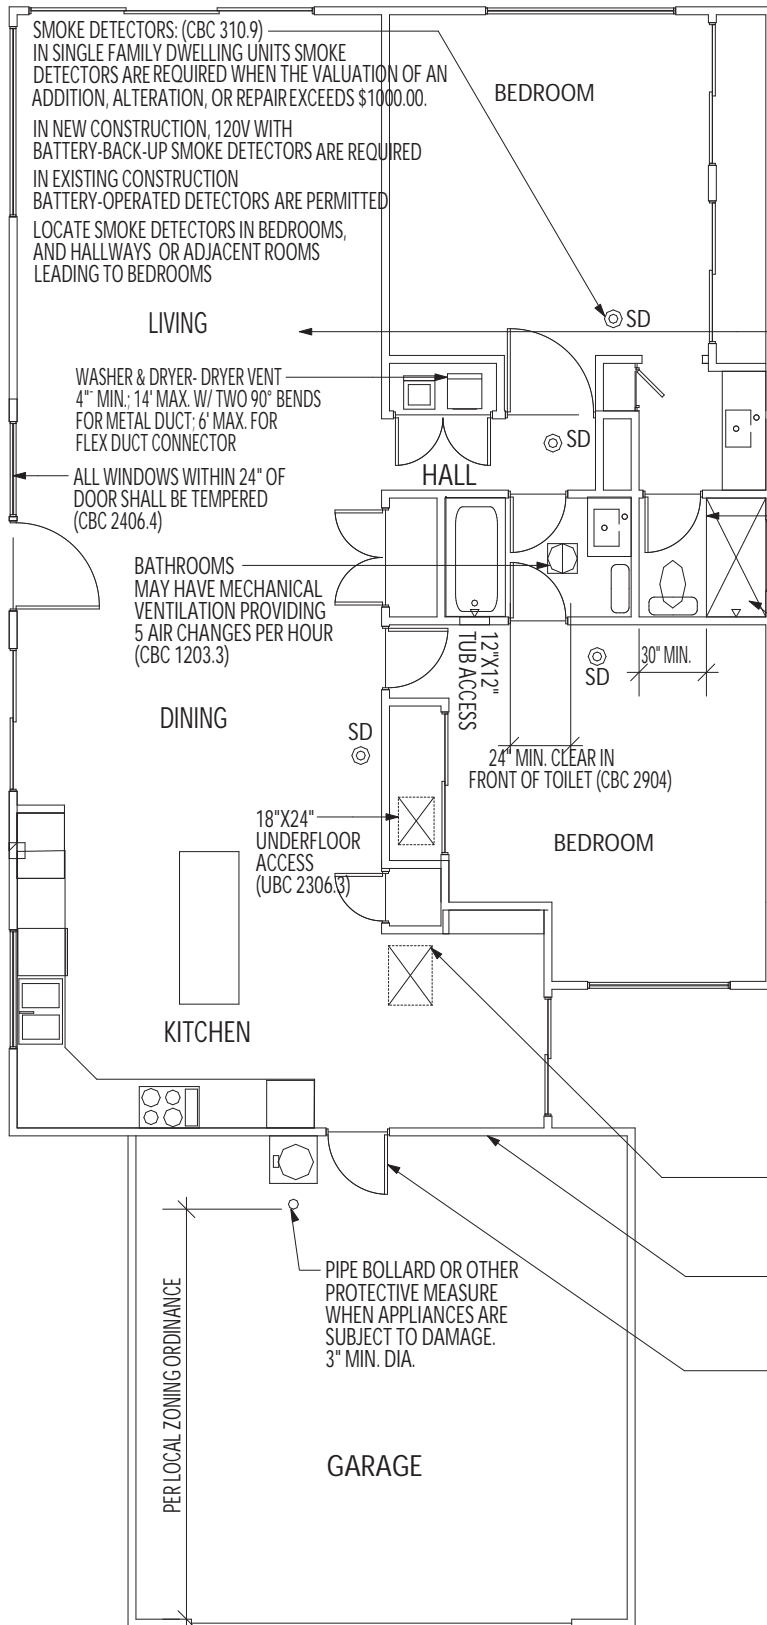 SMOKE DETECTORS: (CBC 310.9)
IN SINGLE FAMILY DWELLING UNITS SMOKE
DETECTORS ARE REQUIRED WHEN THE VALUATION OF AN
ADDITION, ALTERATION, OR REPAIR EXCEEDS $1000.00.
IN NEW CONSTRUCTION, 120V WITH
BATTERY-BACK-UP SMOKE DETECTORS ARE REQUIRED
IN EXISTING CONSTRUCTION
BATTERY-OPERATED DETECTORS ARE PERMITTED
LOCATE SMOKE DETECTORS IN BEDROOMS,
AND HALLWAYS OR ADJACENT ROOMS
LEADING TO BEDROOMS
BEDROOM
SD
LIVING
WASHER & DRYER- DRYER VENT
4" MIN.; 14' MAX. W/ TWO 90° BENDS
FOR METAL DUCT; 6' MAX. FOR
FLEX DUCT CONNECTOR
SD
HALL
ALL WINDOWS WITHIN 24" OF
DOOR SHALL BE TEMPERED
(CBC 2406.4)
BATHROOMS
MAY HAVE MECHANICAL
VENTILATION PROVIDING
5 AIR CHANGES PER HOUR
(CBC 1203.3)
12"X12"
TUB ACCESS
SD
30" MIN.
DINING
SD
24" MIN. CLEAR IN
FRONT OF TOILET (CBC 2904)
18"X24"
UNDERFLOOR
ACCESS
(UBC 2306.3)
BEDROOM
KITCHEN
PIPE BOLLARD OR OTHER
PROTECTIVE MEASURE
WHEN APPLIANCES ARE
SUBJECT TO DAMAGE.
3" MIN. DIA.
PER LOCAL ZONING ORDINANCE
GARAGE